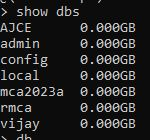 > show dbs
AJCE 0.000GB
admin 0.000GB
config 0.000GB
local 0.000GB
mca2023a 0.000GB
rmca 0.000GB
vijay 0.000GB
> db